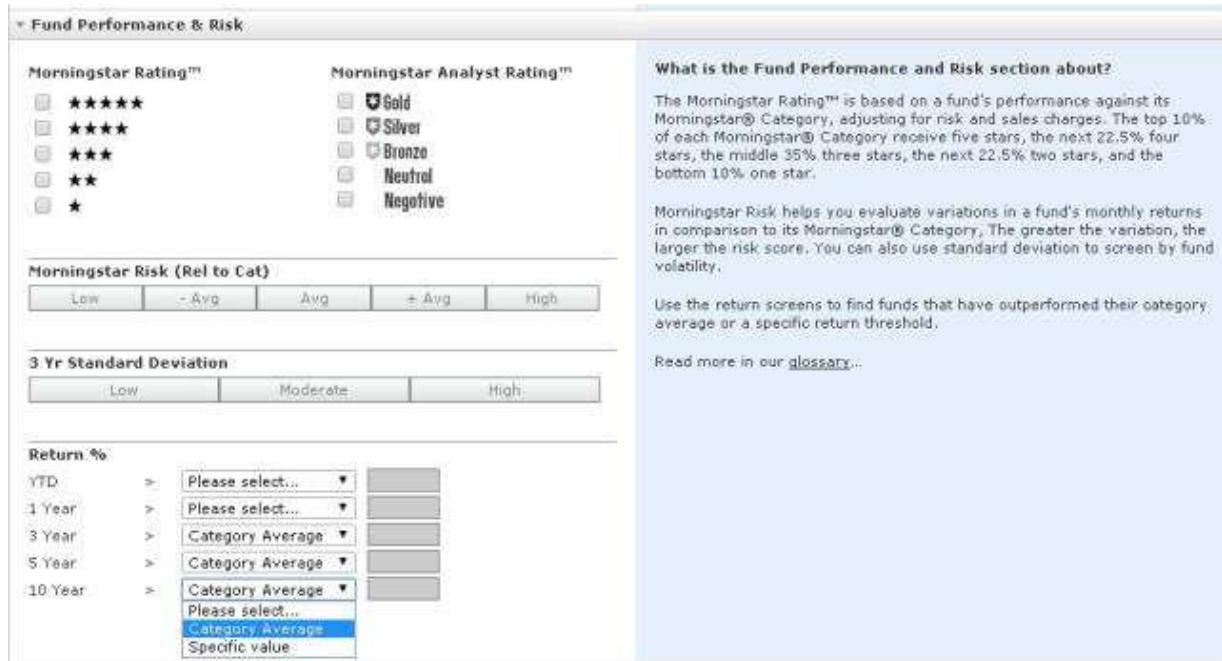 Fund Performance & Risk
Morningstar Rating™
★★★★★
★★★★
★★★
★★
★
Morningstar Analyst Rating™
Gold
Silver
Bronze
Neutral
Negative
Morningstar Risk (Rel to Cat)
Low - Avg Avg + Avg High
3 Yr Standard Deviation
Low Moderate High
Return %
YTD > Please select...
1 Year > Please select...
3 Year > Category Average
5 Year > Category Average
10 Year > Category Average
Please select...
Category Average
Specific value
What is the Fund Performance and Risk section about?
The Morningstar Rating™ is based on a fund's performance against its
Morningstar® Category, adjusting for risk and sales charges. The top 10%
of each Morningstar® Category receive five stars, the next 22.5% four
stars, the middle 35% three stars, the next 22.5% two stars, and the
bottom 10% one star.
Morningstar Risk helps you evaluate variations in a fund's monthly returns
in comparison to its Morningstar® Category, The greater the variation, the
larger the risk score. You can also use standard deviation to screen by fund
volatility.
Use the return screens to find funds that have outperformed their category
average or a specific return threshold.
Read more in our glossary...